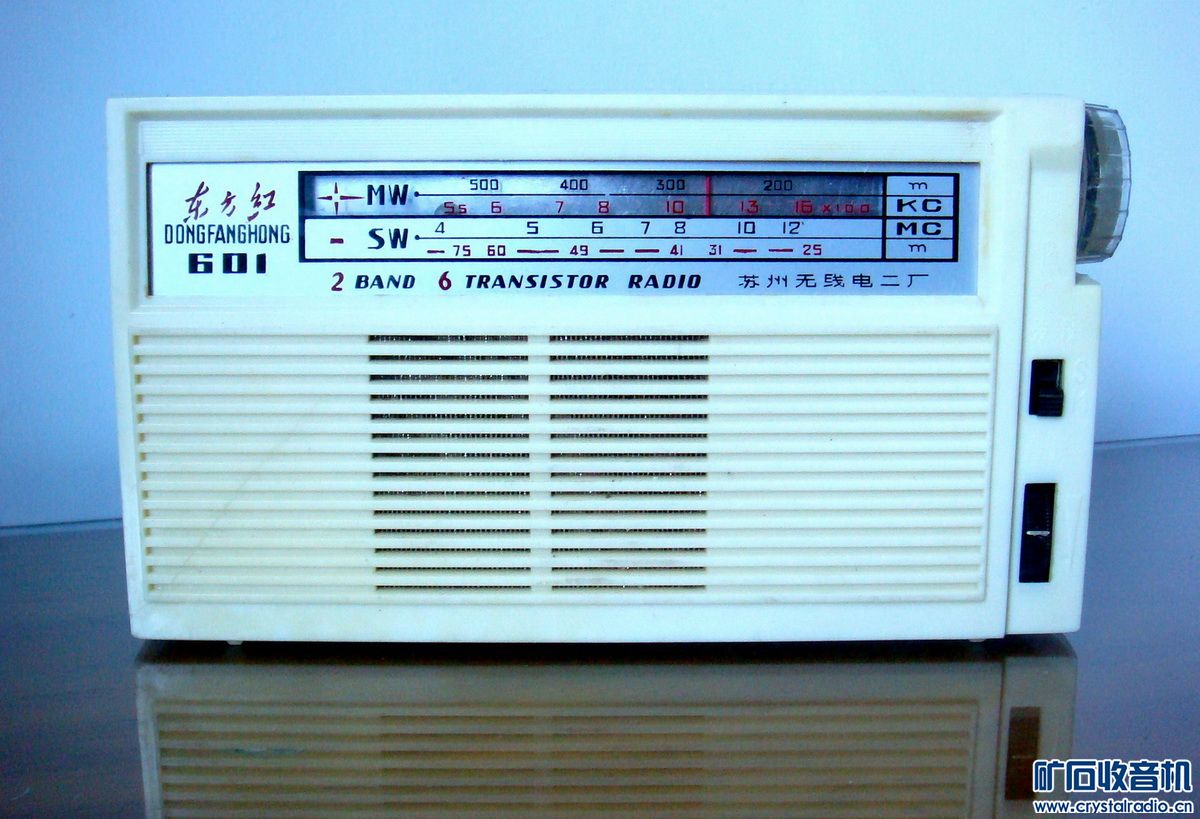 东方红
DONGFANGHONG
601
MW 500 400 300 200 m
55 6 7 8 10 13 16 x100 KC
SW 4 5 6 7 8 10 12 MC
75 60 49 41 31 25 m
2 BAND 6 TRANSISTOR RADIO 苏州无线电二厂
矿石收音机
www.crystalradio.cn